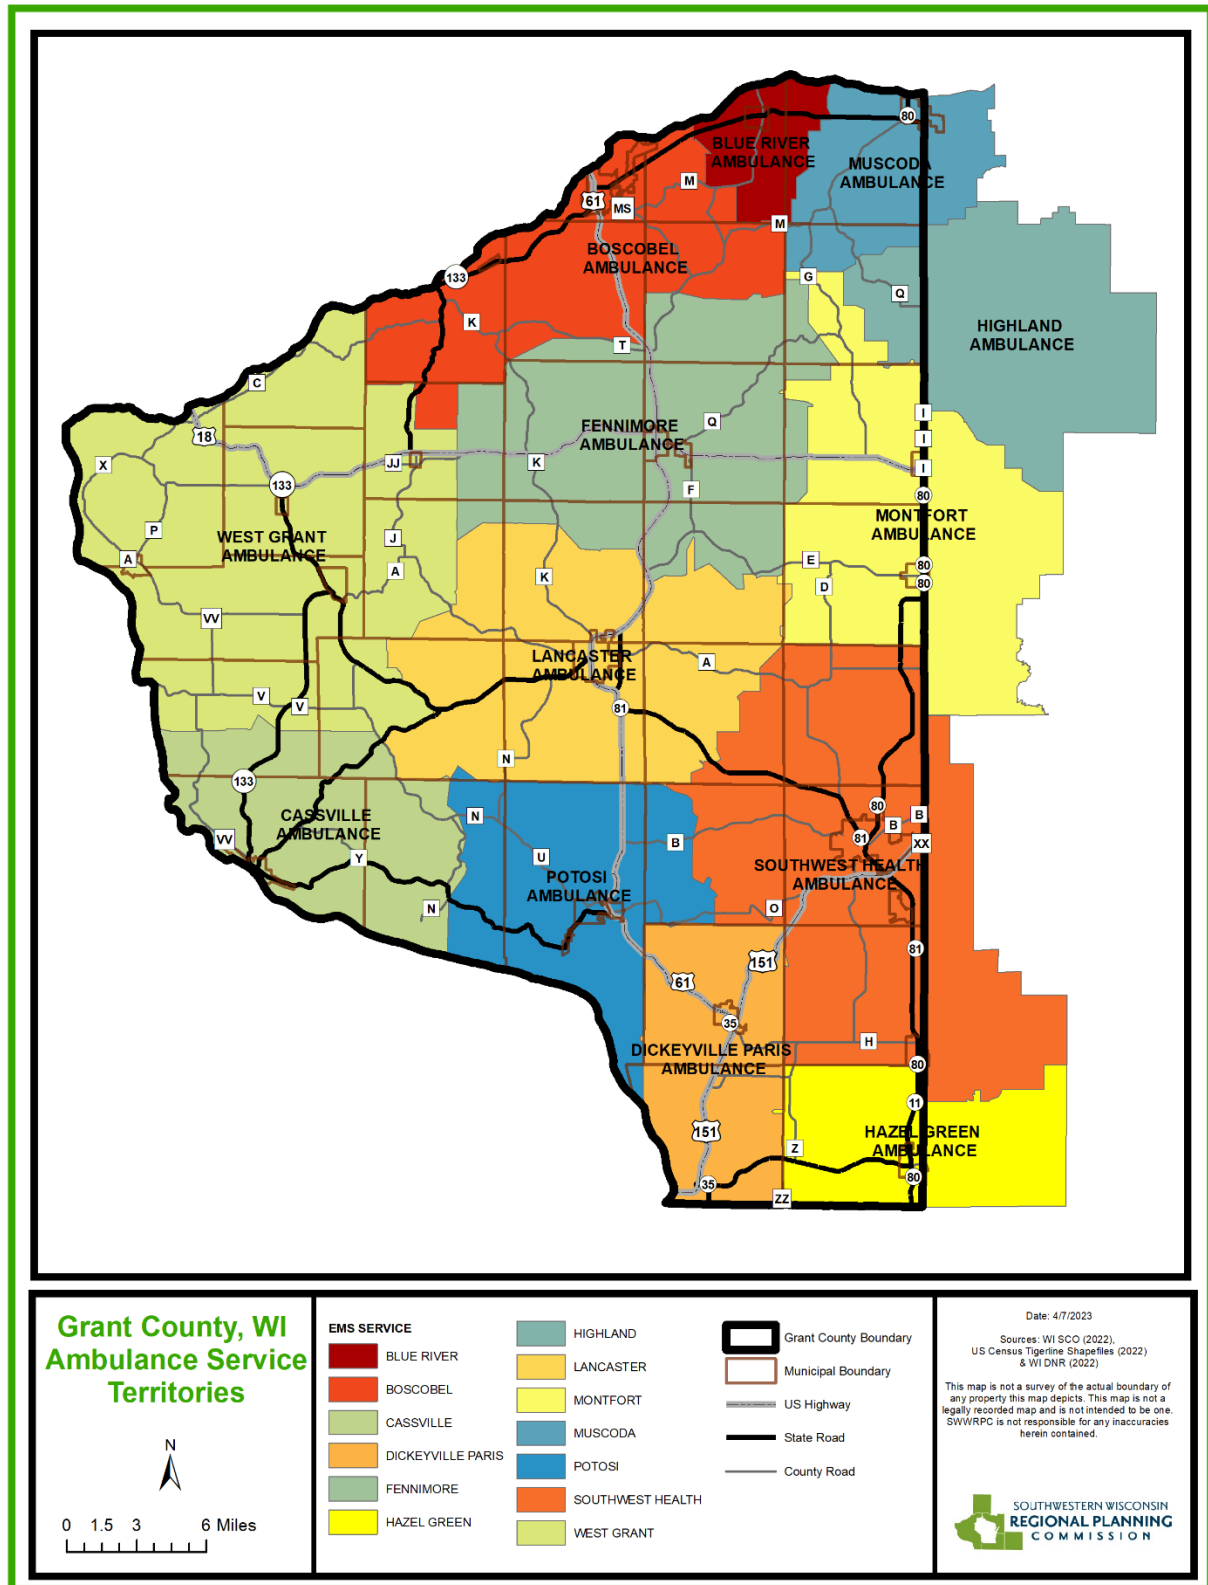 80
BLUE RIVER
AMBULANCE
MUSCODA
AMBULANCE
M
61
MS
M
BOSCOBEL
AMBULANCE
133
G
Q
K
HIGHLAND
AMBULANCE
T
C
I
FENNIMORE
AMBULANCE
Q
18
I
X
JJ
K
I
133
F
80
MONTFORT
AMBULANCE
P
WEST GRANT
AMBULANCE
J
A
A
K
E
80
D
80
VV
LANCASTER
AMBULANCE
A
V
V
81
N
133
CASSVILLE
AMBULANCE
N
80
B
B
VV
Y
U
B
81
XX
SOUTHWEST HEALTH
AMBULANCE
POTOSI
AMBULANCE
N
O
81
151
61
35
H
DICKEYVILLE PARIS
AMBULANCE
80
11
151
HAZEL GREEN
AMBULANCE
Z
80
35
ZZ
Grant County, WI
Ambulance Service
Territories
N
0 1.5 3 6 Miles
EMS SERVICE
BLUE RIVER
BOSCOBEL
CASSVILLE
DICKEYVILLE PARIS
FENNIMORE
HAZEL GREEN
HIGHLAND
LANCASTER
MONTFORT
MUSCODA
POTOSI
SOUTHWEST HEALTH
WEST GRANT
Grant County Boundary
Municipal Boundary
US Highway
State Road
County Road
Date: 4/7/2023
Sources: WI SCO (2022),
US Census Tigerline Shapefiles (2022)
& WI DNR (2022)
This map is not a survey of the actual boundary of
any property this map depicts. This map is not a
legally recorded map and is not intended to be one.
SWWRPC is not responsible for any inaccuracies
herein contained.
SOUTHWESTERN WISCONSIN
REGIONAL PLANNING
COMMISSION